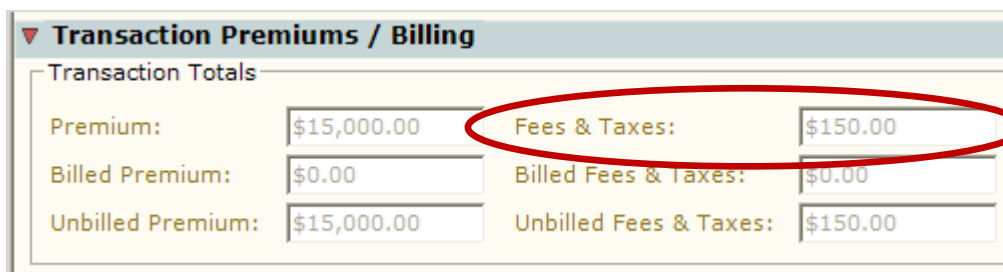 Transaction Premiums / Billing
Transaction Totals
Premium: $15,000.00 Fees & Taxes: $150.00
Billed Premium: $0.00 Billed Fees & Taxes: $0.00
Unbilled Premium: $15,000.00 Unbilled Fees & Taxes: $150.00